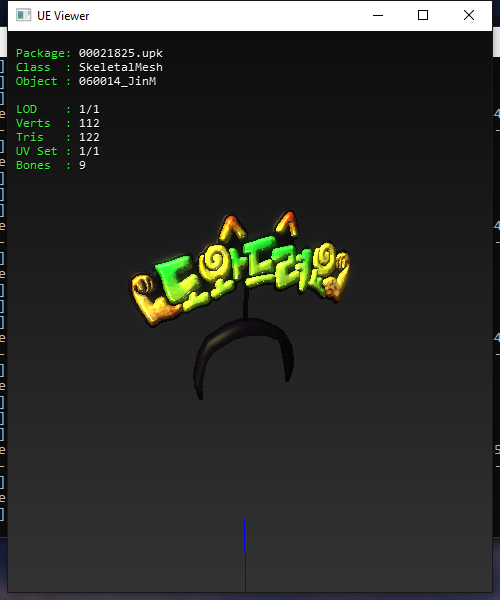 UE Viewer
Package: 00021825.upk
Class : SkeletalMesh
Object : 060014_JinM
LOD : 1/1
Verts : 112
Tris : 122
UV Set : 1/1
Bones : 9
도와드려요